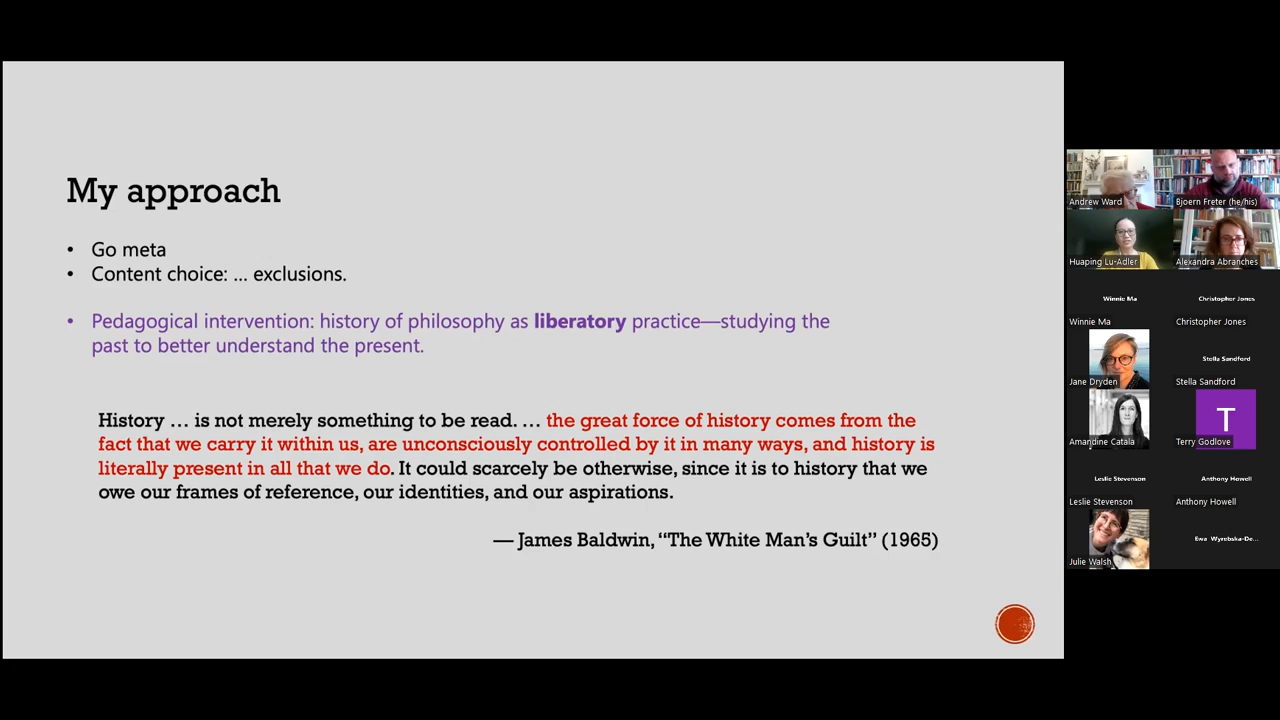 My approach
• Go meta
• Content choice: ... exclusions.
• Pedagogical intervention: history of philosophy as liberatory practice—studying the
past to better understand the present.
History … is not merely something to be read. … the great force of history comes from the
fact that we carry it within us, are unconsciously controlled by it in many ways, and history is
literally present in all that we do. It could scarcely be otherwise, since it is to history that we
owe our frames of reference, our identities, and our aspirations.
— James Baldwin, “The White Man’s Guilt” (1965)
Andrew Ward
Bjoern Freter (he/his)
Huaping Lu-Adler
Alexandra Abranches
Winnie Ma
Christopher Jones
Winnie Ma
Christopher Jones
Stella Sandford
Jane Dryden
Stella Sandford
T
Amandine Catala
Terry Godlove
Leslie Stevenson
Anthony Howell
Leslie Stevenson
Anthony Howell
Ewa Wyrębska-De...
Julie Walsh